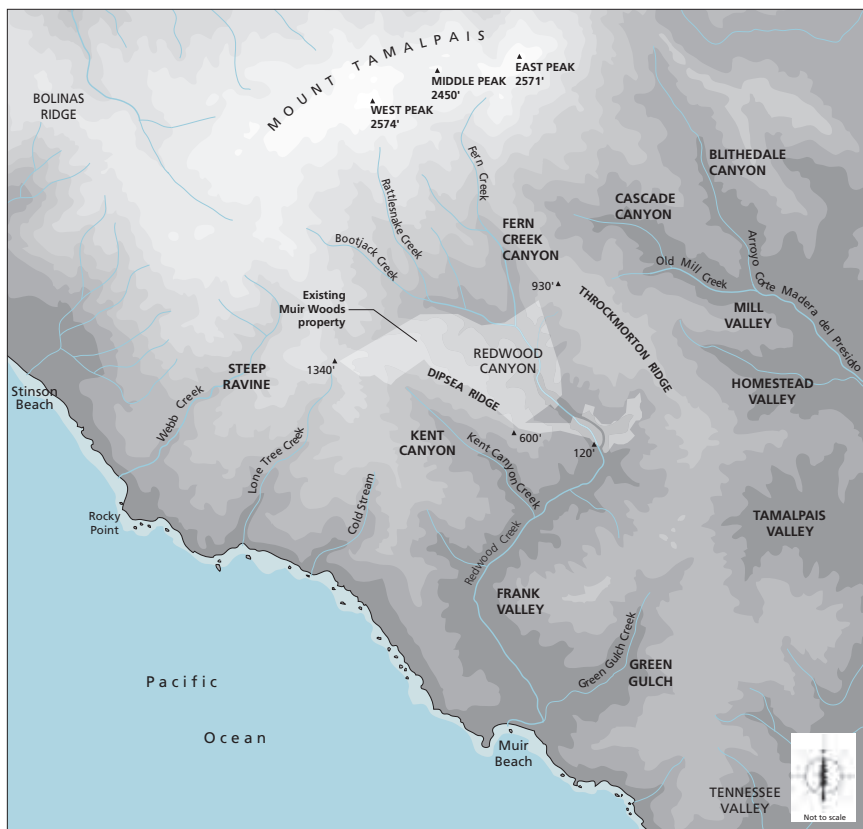 MOUNT TAMALPAIS
EAST PEAK
2571'
MIDDLE PEAK
2450'
WEST PEAK
2574'
BOLINAS
RIDGE
BLITHEDALE
CANYON
Fern Creek
Rattlesnake Creek
CASCADE
CANYON
FERN
CREEK
CANYON
Bootjack Creek
Old Mill Creek
Arroyo Corte Madera del Presidio
930'
THROCKMORTON RIDGE
Existing
Muir Woods
property
MILL
VALLEY
REDWOOD
CANYON
STEEP
RAVINE
1340'
DIPSEA RIDGE
HOMESTEAD
VALLEY
Stinson
Beach
Webb Creek
Lone Tree Creek
KENT
CANYON
Kent Canyon Creek
600'
120'
Cold Stream
Rocky
Point
TAMALPAIS
VALLEY
Redwood Creek
FRANK
VALLEY
Green Gulch Creek
GREEN
GULCH
Pacific
Ocean
Muir
Beach
TENNESSEE
VALLEY
Not to scale